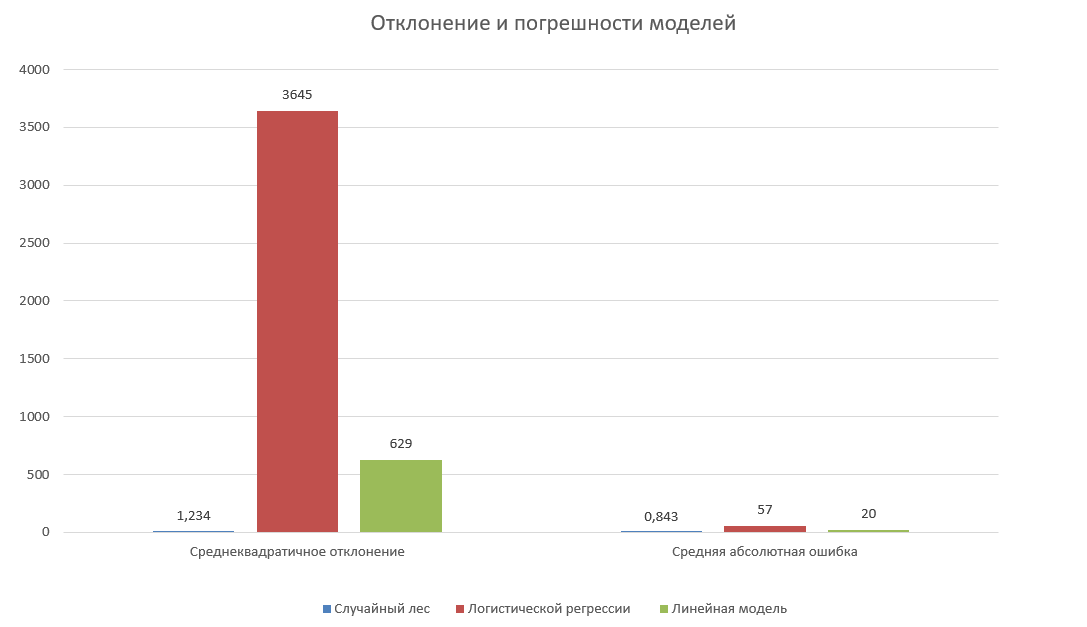 Отклонение и погрешности моделей
4000
3500
3000
2500
2000
1500
1000
500
0
3645
629
1,234
57
20
0,843
Среднеквадратичное отклонение
Средняя абсолютная ошибка
Случайный лес
Логистической регрессии
Линейная модель